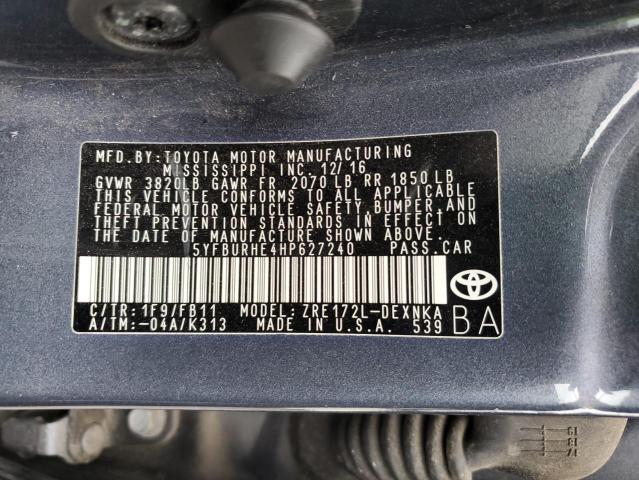 MFD.BY:TOYOTA MOTOR MANUFACTURING
MISSISSIPPI INC. 12/16
GVWR 3820LB GAWR FR 2070 LB RR 1850 LB
THIS VEHICLE CONFORMS TO ALL APPLICABLE
FEDERAL MOTOR VEHICLE SAFETY, BUMPER, AND
THEFT PREVENTION STANDARDS IN EFFECT ON
THE DATE OF MANUFACTURE SHOWN ABOVE.
5YFBURHE4HP627240 PASS.CAR
C/TR:1F9/FB11 MODEL:ZRE172L-DEXNKA
A/TM:-04A/K313 MADE IN U.S.A. 539
BA